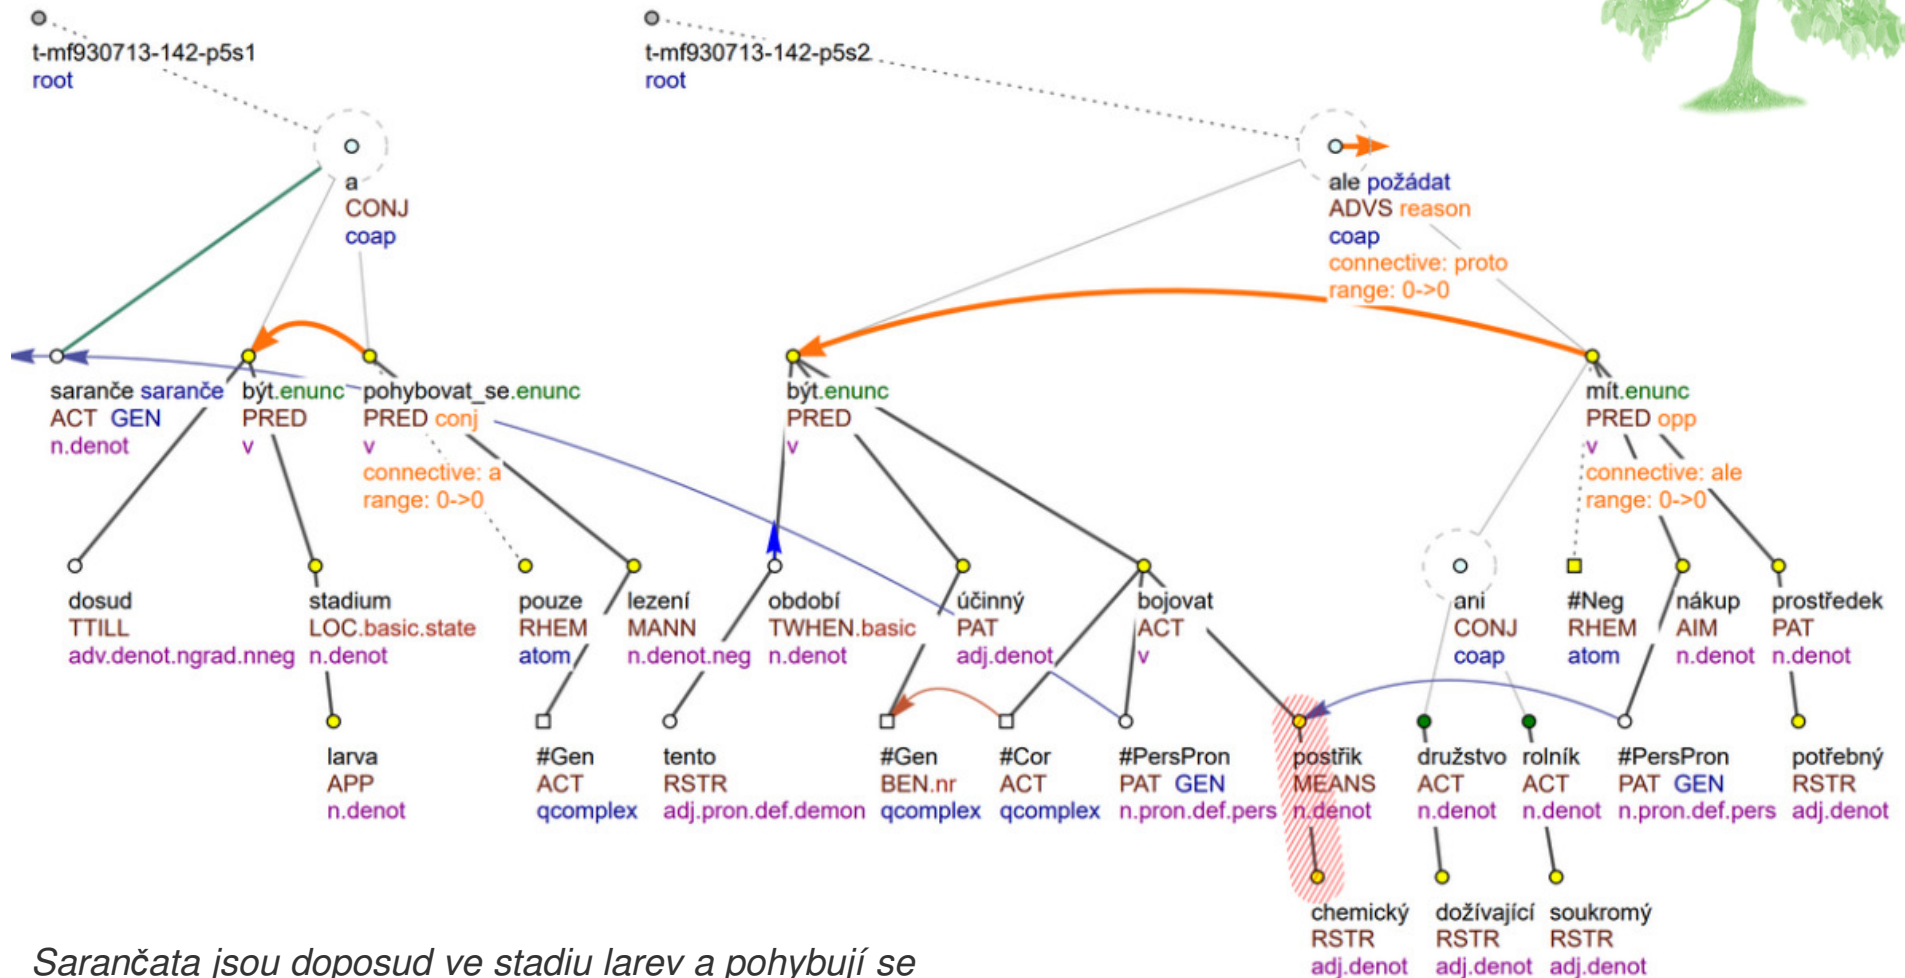 t-mf930713-142-p5s1
root
t-mf930713-142-p5s2
root
a
CONJ
coap
ale požádat
ADVS reason
coap
connective: proto
range: 0->0
saranče saranče
ACT GEN
n.denot
být.enunc
PRED
v
pohybovat_se.enunc
PRED conj
v
connective: a
range: 0->0
být.enunc
PRED
v
mít.enunc
PRED opp
v
connective: ale
range: 0->0
dosud
TTILL
adv.denot.ngrad.nneg
stadium
LOC.basic.state
n.denot
pouze
RHEM
atom
lezení
MANN
n.denot.neg
období
TWHEN.basic
n.denot
účinný
PAT
adj.denot
bojovat
ACT
v
ani
CONJ
coap
#Neg
RHEM
atom
nákup
AIM
n.denot
prostředek
PAT
n.denot
larva
APP
n.denot
#Gen
ACT
qcomplex
tento
RSTR
adj.pron.def.demon
#Gen
BEN.nr
qcomplex
#Cor
ACT
qcomplex
#PersPron
PAT GEN
n.pron.def.pers
postřik
MEANS
n.denot
družstvo
ACT
n.denot
rolník
ACT
n.denot
#PersPron
PAT GEN
n.pron.def.pers
potřebný
RSTR
adj.denot
chemický
RSTR
adj.denot
dožívající
RSTR
adj.denot
soukromý
RSTR
adj.denot
Sarančata jsou doposud ve stadiu larev a pohybují se